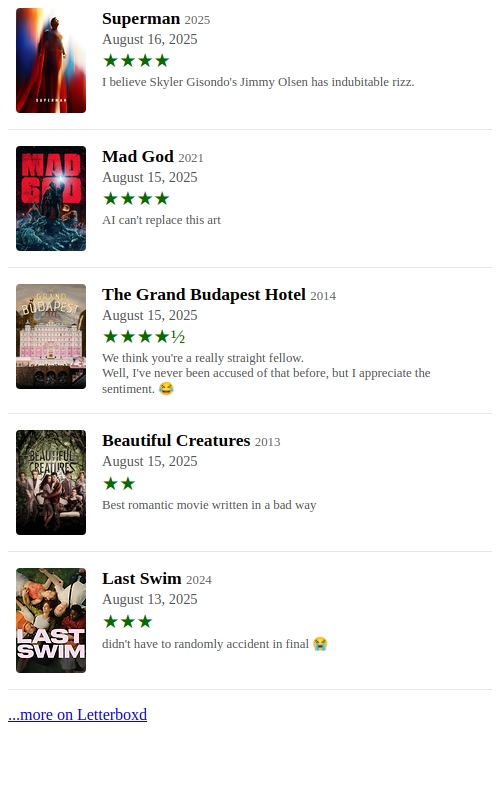 SUPERMAN
Superman 2025
August 16, 2025
★★★★
I believe Skyler Gisondo's Jimmy Olsen has indubitable rizz.
MAD
GOD
Mad God 2021
August 15, 2025
★★★★
AI can't replace this art
GRAND
BUDAPEST
The Grand Budapest Hotel 2014
August 15, 2025
★★★★½
We think you're a really straight fellow.
Well, I've never been accused of that before, but I appreciate the
sentiment. 😂
BEAUTIFUL
CREATURES
Beautiful Creatures 2013
August 15, 2025
★★
Best romantic movie written in a bad way
LAST
SWIM
Last Swim 2024
August 13, 2025
★★★
didn't have to randomly accident in final 😭
...more on Letterboxd